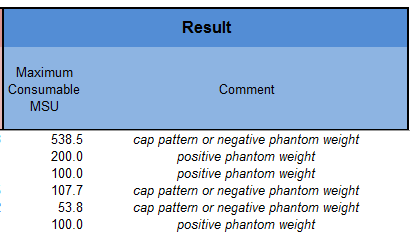 Result
Maximum
Consumable
MSU
Comment
538.5 cap pattern or negative phantom weight
200.0 positive phantom weight
100.0 positive phantom weight
107.7 cap pattern or negative phantom weight
53.8 cap pattern or negative phantom weight
100.0 positive phantom weight